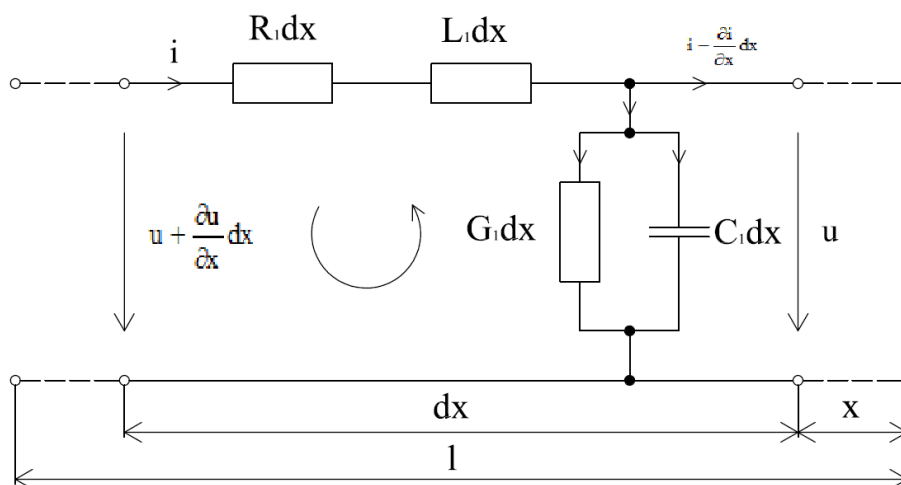 R₁dx
L₁dx
i
i − ∂i/∂x dx
u + ∂u/∂x dx
G₁dx
C₁dx
u
dx
x
l